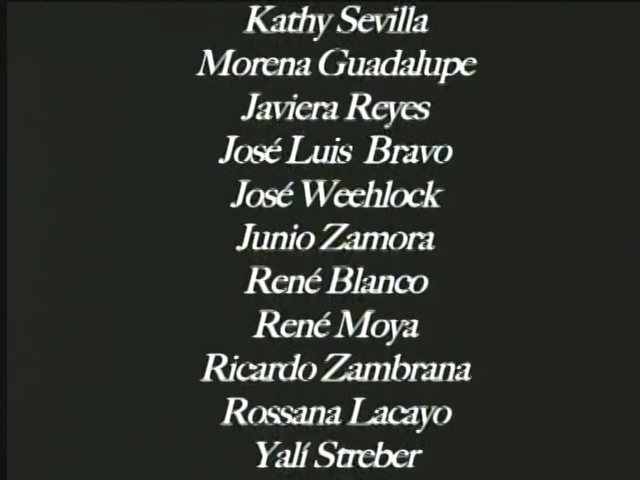 Kathy Sevilla
Morena Guadalupe
Javiera Reyes
José Luis Bravo
José Weehlock
Junio Zamora
René Blanco
René Moya
Ricardo Zambrana
Rossana Lacayo
Yalí Streber